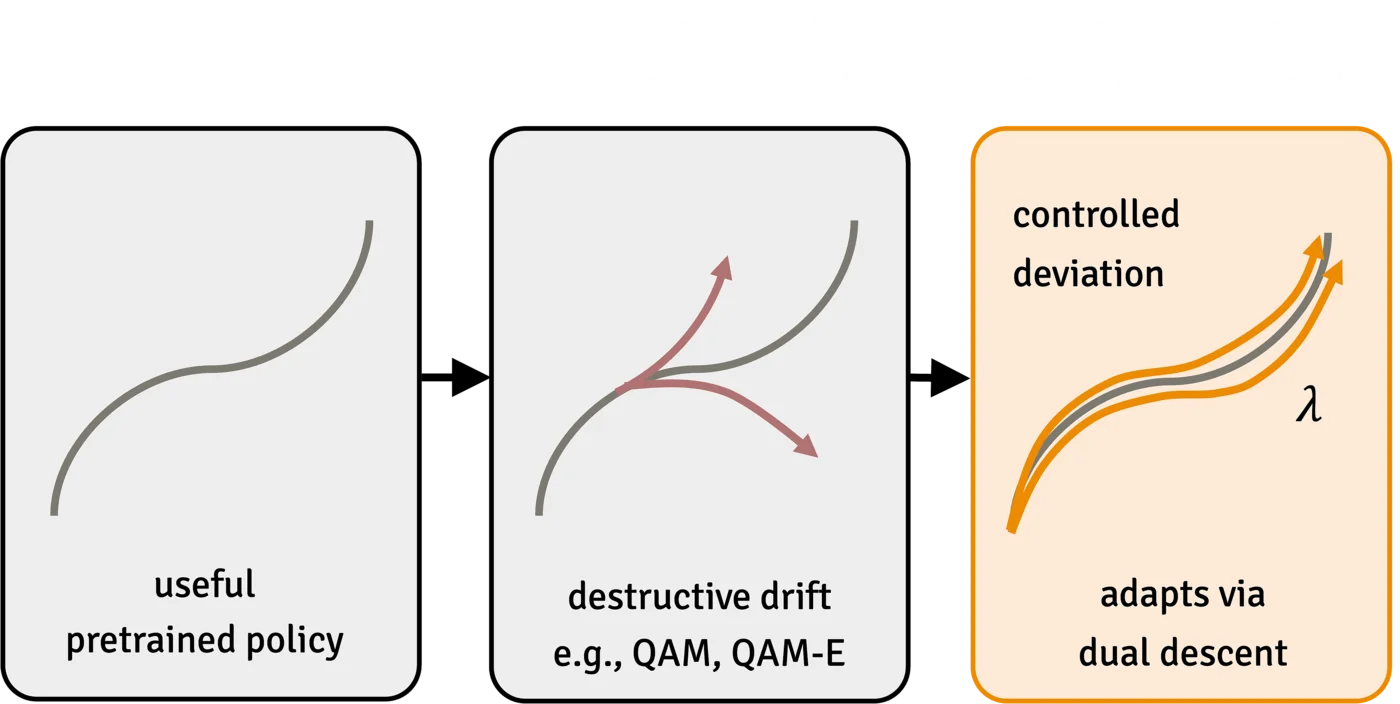 useful
pretrained policy
destructive drift
e.g., QAM, QAM-E
controlled
deviation
λ
adapts via
dual descent